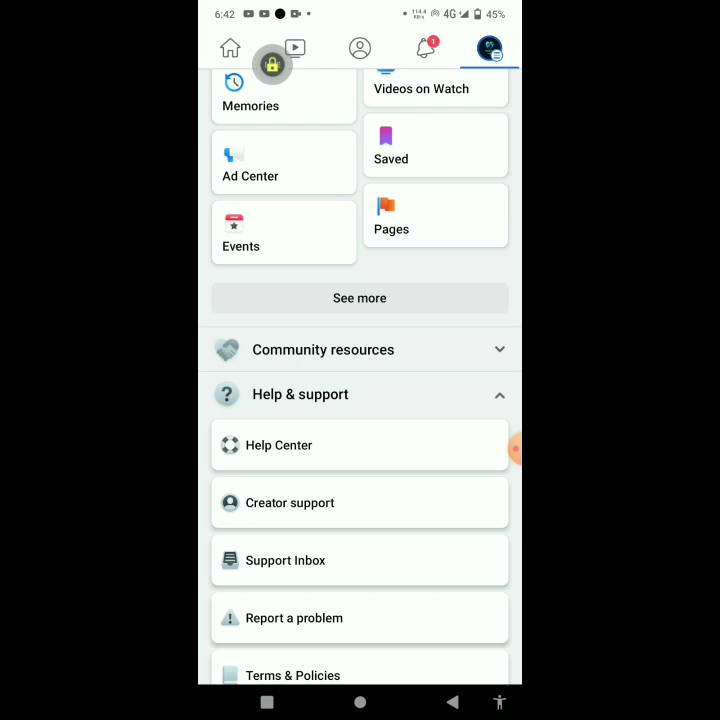 6:42 114.4 KB/s 4G 45%
1
Memories
Videos on Watch
Ad Center
Saved
Events
Pages
See more
Community resources
Help & support
Help Center
Creator support
Support Inbox
Report a problem
Terms & Policies